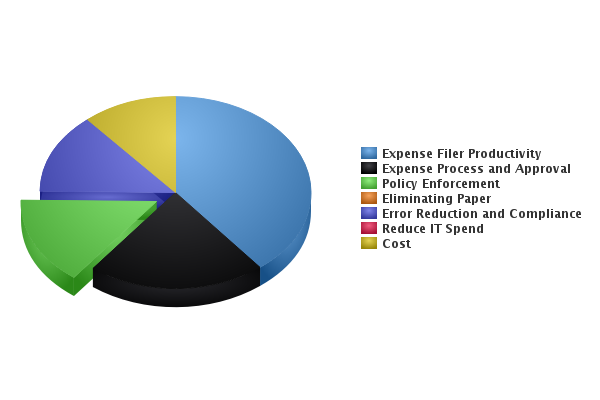 Expense Filer Productivity
Expense Process and Approval
Policy Enforcement
Eliminating Paper
Error Reduction and Compliance
Reduce IT Spend
Cost